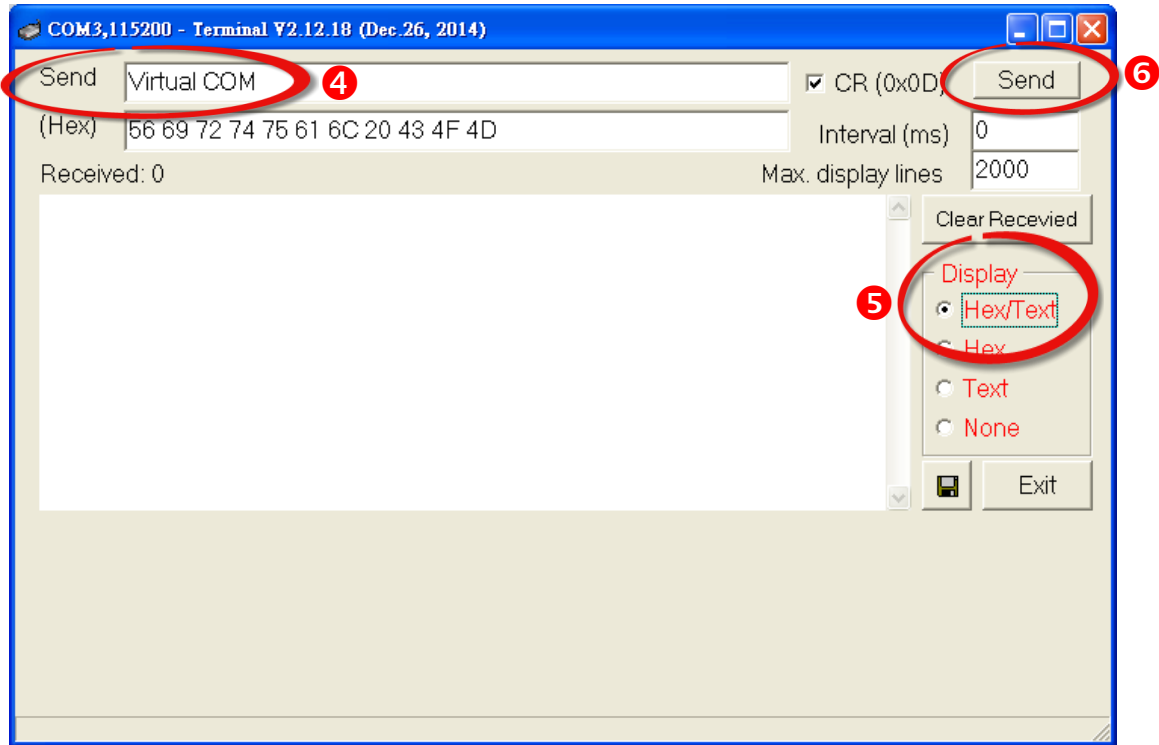 COM3,115200 - Terminal V2.12.18 (Dec.26, 2014)
Send Virtual COM 4 CR (0x0D) Send 6
(Hex) 56 69 72 74 75 61 6C 20 43 4F 4D Interval (ms) 0
Received: 0 Max. display lines 2000
Clear Recevied
Display
5 Hex/Text
Hex
Text
None
Exit